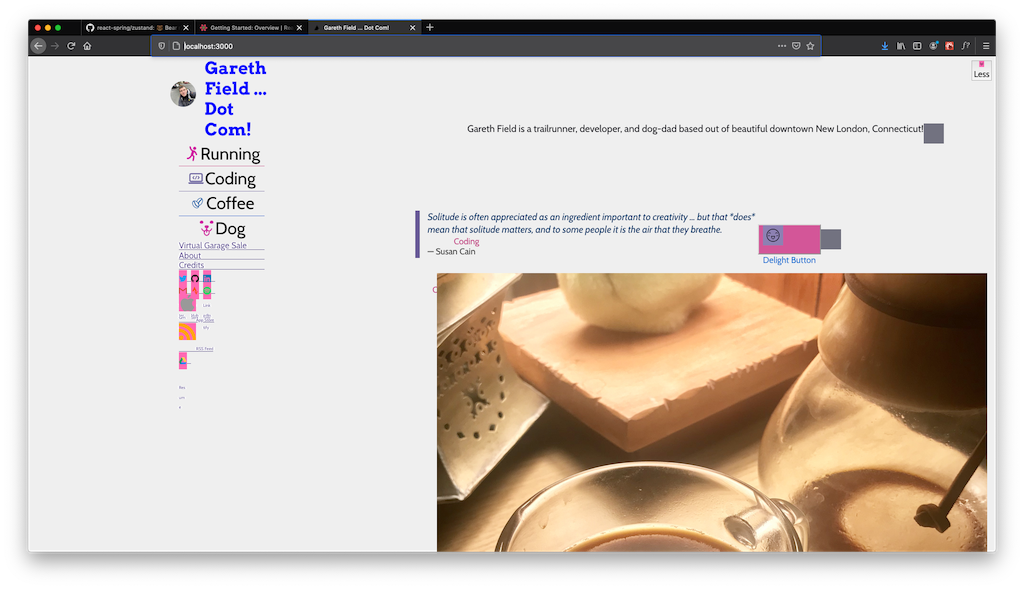 react-spring/zustand: 🐻 Bear
Getting Started: Overview | Re
Gareth Field ... Dot Com!
localhost:3000
Less
Gareth
Field ...
Dot
Com!
Gareth Field is a trailrunner, developer, and dog-dad based out of beautiful downtown New London, Connecticut!
Running
Coding
Coffee
Dog
Virtual Garage Sale
About
Credits
Solitude is often appreciated as an ingredient important to creativity ... but that *does*
mean that solitude matters, and to some people it is the air that they breathe.
Coding
— Susan Cain
Delight Button
Link
RSS Feed